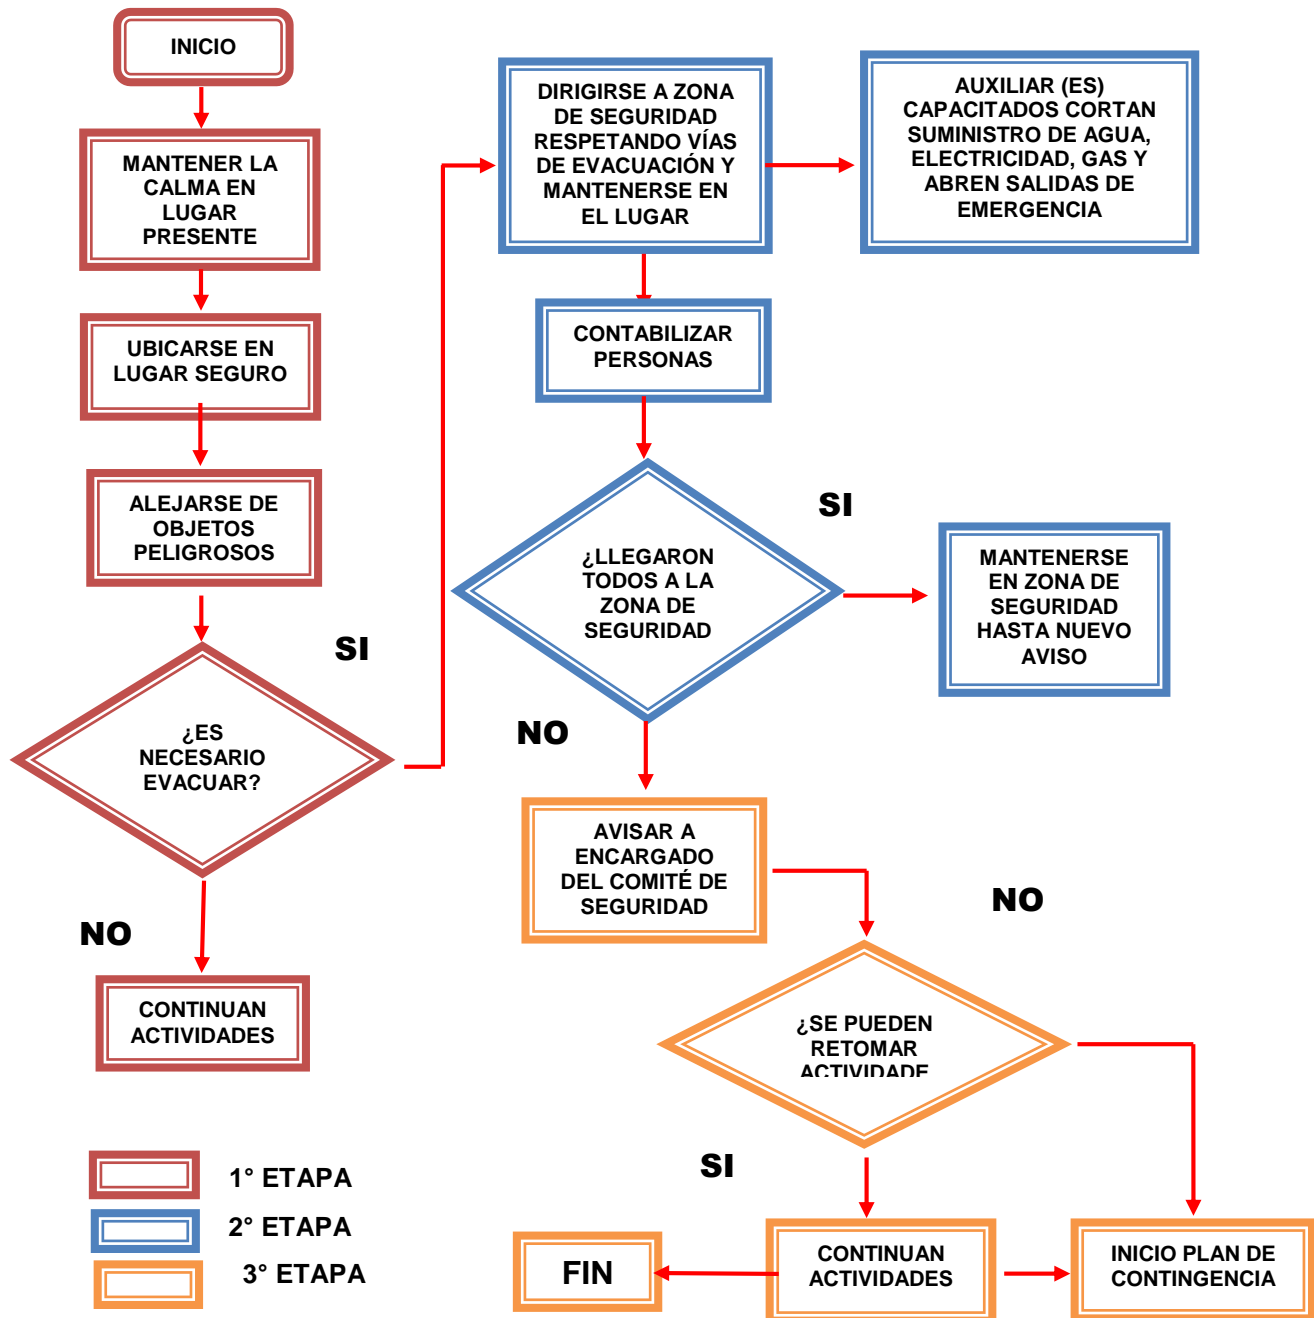 INICIO
MANTENER LA
CALMA EN
LUGAR
PRESENTE
UBICARSE EN
LUGAR SEGURO
ALEJARSE DE
OBJETOS
PELIGROSOS
SI
¿ES
NECESARIO
EVACUAR?
NO
CONTINUAN
ACTIVIDADES
DIRIGIRSE A ZONA
DE SEGURIDAD
RESPETANDO VÍAS
DE EVACUACIÓN Y
MANTENERSE EN
EL LUGAR
AUXILIAR (ES)
CAPACITADOS CORTAN
SUMINISTRO DE AGUA,
ELECTRICIDAD, GAS Y
ABREN SALIDAS DE
EMERGENCIA
CONTABILIZAR
PERSONAS
SI
¿LLEGARON
TODOS A LA
ZONA DE
SEGURIDAD
MANTENERSE
EN ZONA DE
SEGURIDAD
HASTA NUEVO
AVISO
NO
AVISAR A
ENCARGADO
DEL COMITÉ DE
SEGURIDAD
NO
¿SE PUEDEN
RETOMAR
ACTIVIDADE
SI
CONTINUAN
ACTIVIDADES
FIN
INICIO PLAN DE
CONTINGENCIA
1° ETAPA
2° ETAPA
3° ETAPA